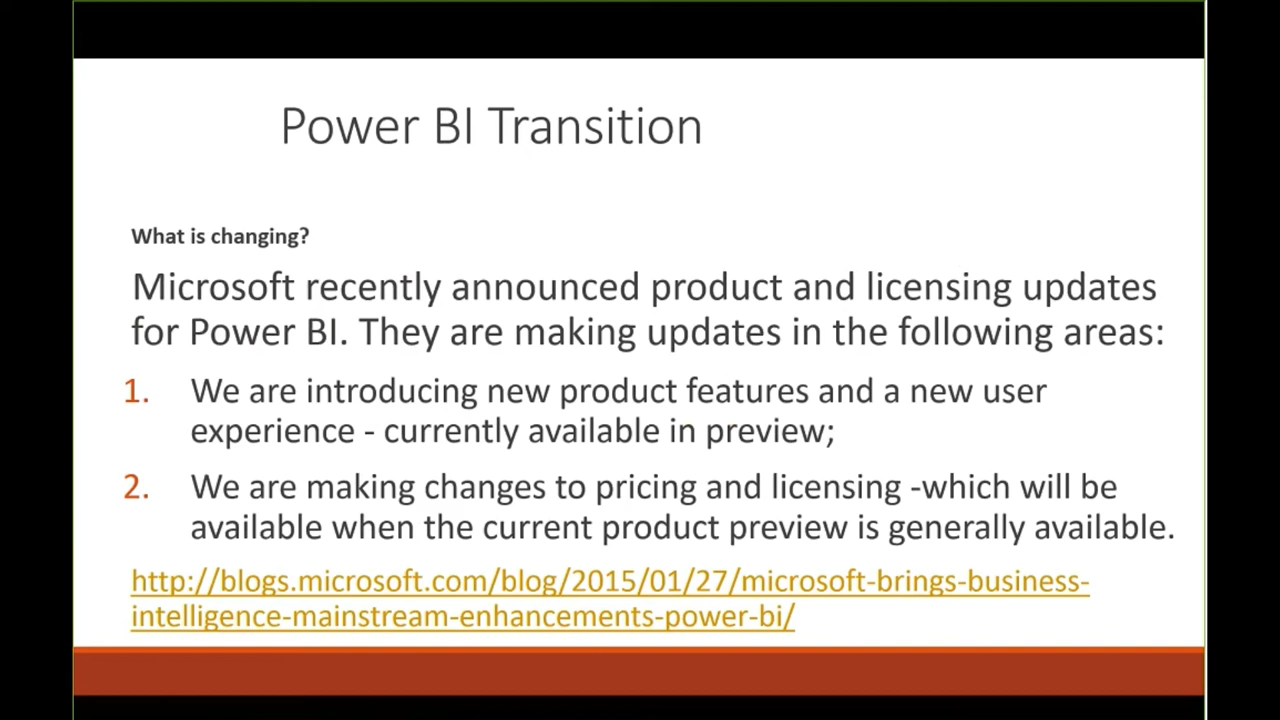 Power BI Transition
What is changing?
Microsoft recently announced product and licensing updates
for Power BI. They are making updates in the following areas:
1. We are introducing new product features and a new user
experience - currently available in preview;
2. We are making changes to pricing and licensing -which will be
available when the current product preview is generally available.
http://blogs.microsoft.com/blog/2015/01/27/microsoft-brings-business-
intelligence-mainstream-enhancements-power-bi/